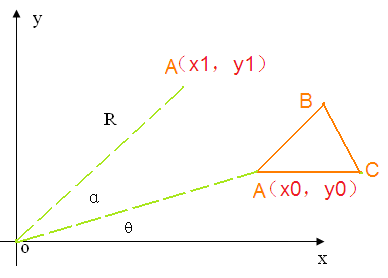 y
A（x1，y1）
R
B
α
A（x0，y0）
C
θ
o
x